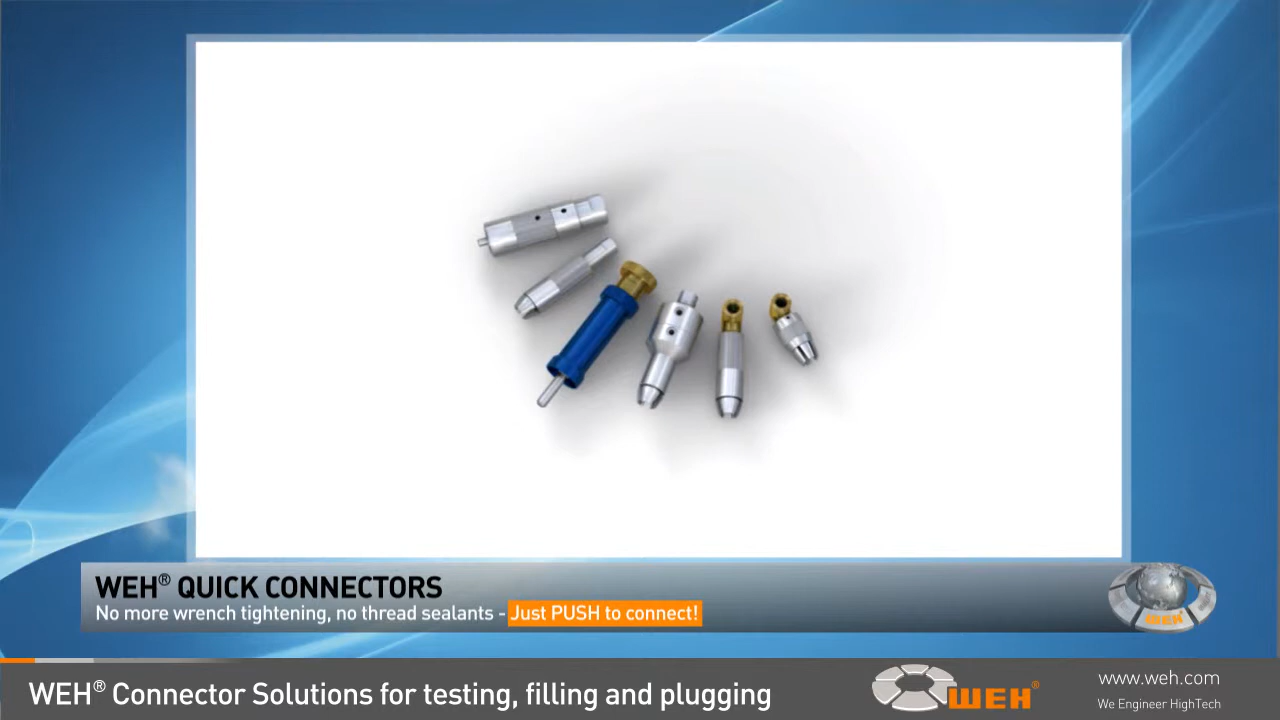 WEH® QUICK CONNECTORS
No more wrench tightening, no thread sealants - Just PUSH to connect!
WEH
WEH® Connector Solutions for testing, filling and plugging
WEH®
www.weh.com
We Engineer HighTech